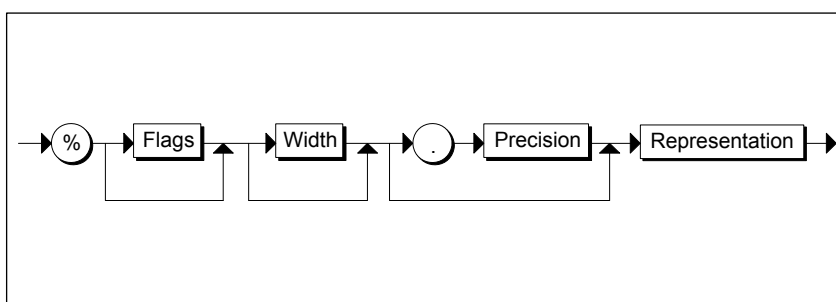 % Flags Width . Precision Representation